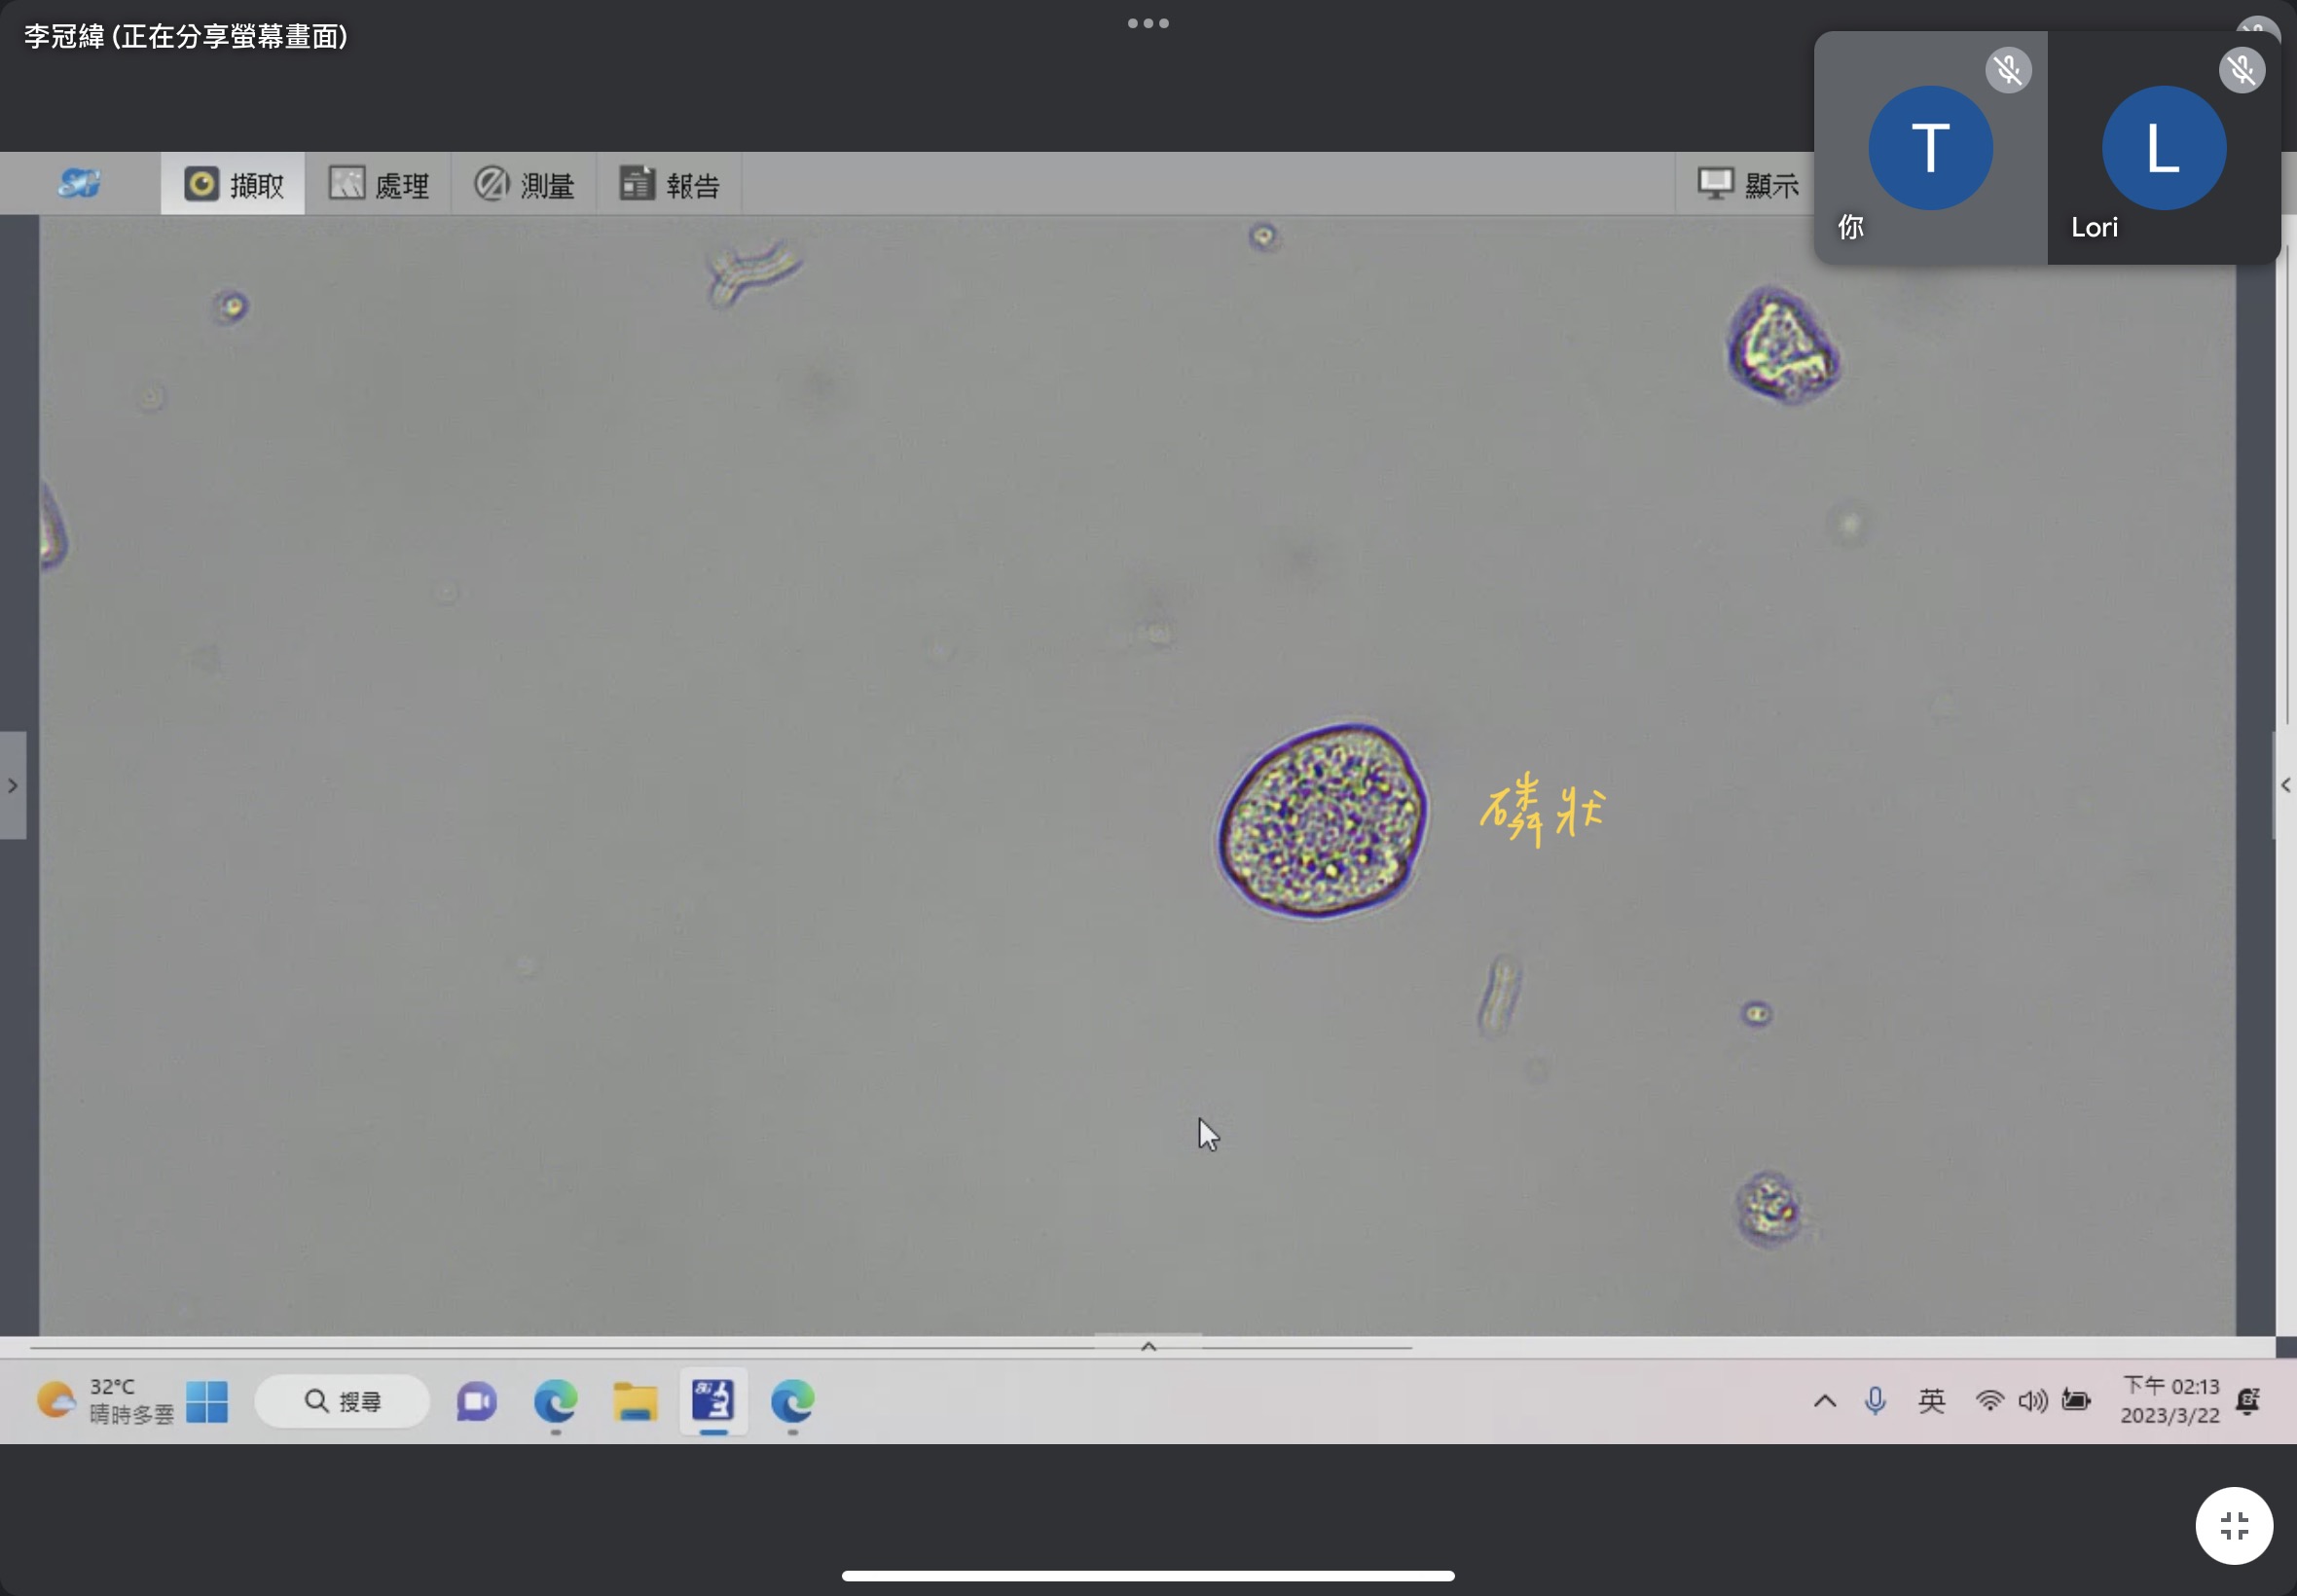 李冠緯 (正在分享螢幕畫面)
T
L
你
Lori
擷取
處理
測量
報告
顯示
磷狀
32°C
晴時多雲
搜尋
英
下午 02:13
2023/3/22